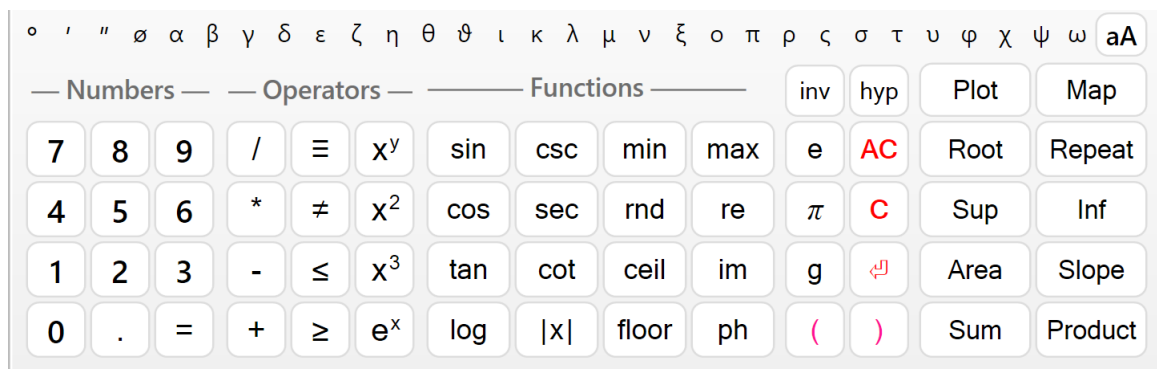 ° ′ ″ ø α β γ δ ε ζ η θ ϑ ι κ λ μ ν ξ ο π ρ ς σ τ υ φ χ ψ ω aA
Numbers Operators Functions inv hyp Plot Map
7 8 9 / ≡ xʸ sin csc min max e AC Root Repeat
4 5 6 * ≠ x² cos sec rnd re π C Sup Inf
1 2 3 - ≤ x³ tan cot ceil im g ⏎ Area Slope
0 . = + ≥ eˣ log |x| floor ph ( ) Sum Product